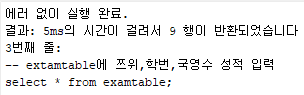 에러 없이 실행 완료.
결과: 5ms의 시간이 걸려서 9 행이 반환되었습니다
3번째 줄:
-- extamtable에 쯔위,학번,국영수 성적 입력
select * from examtable;